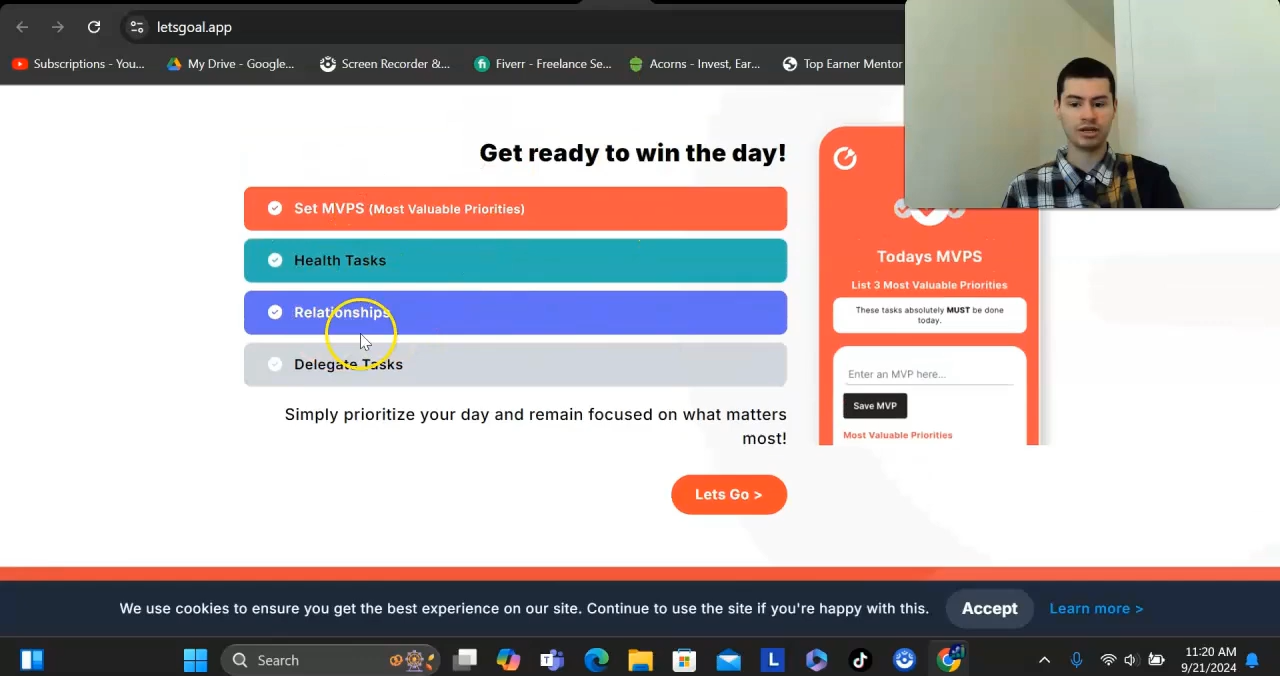 letsgoal.app
Subscriptions - You...
My Drive - Google...
Screen Recorder &...
Fiverr - Freelance Se...
Acorns - Invest, Ear...
Top Earner Mentor
Get ready to win the day!
Set MVPS (Most Valuable Priorities)
Health Tasks
Relationships
Delegate Tasks
Simply prioritize your day and remain focused on what matters
most!
Lets Go >
Todays MVPS
List 3 Most Valuable Priorities
These tasks absolutely MUST be done
today.
Enter an MVP here...
Save MVP
Most Valuable Priorities
We use cookies to ensure you get the best experience on our site. Continue to use the site if you're happy with this.
Accept
Learn more >
Search
11:20 AM
9/21/2024